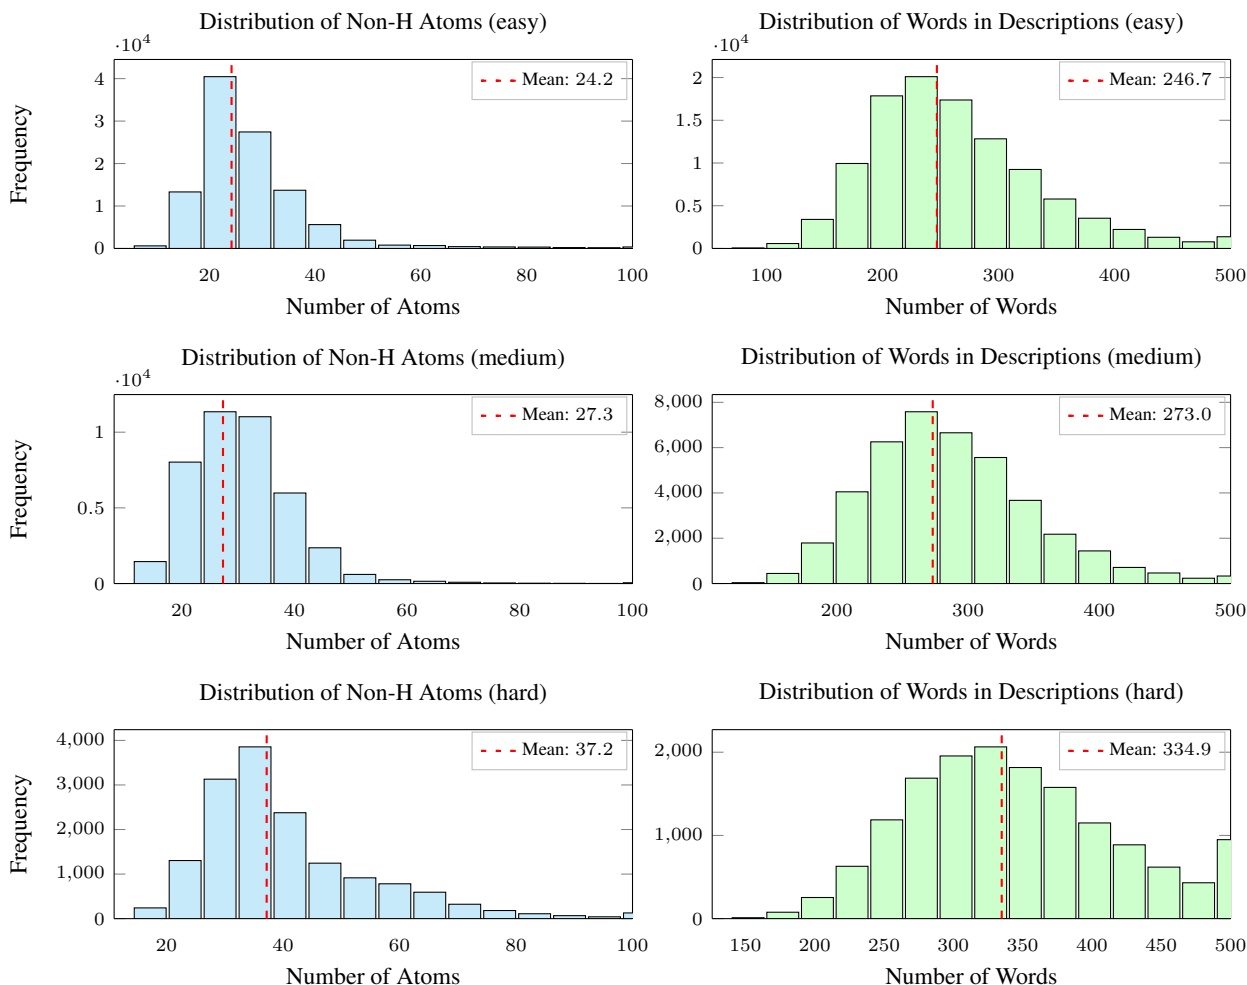 Distribution of Non-H Atoms (easy)
·10⁴
Mean: 24.2
4
3
2
1
0
20 40 60 80 100
Frequency
Number of Atoms
Distribution of Words in Descriptions (easy)
·10⁴
Mean: 246.7
2
1.5
1
0.5
0
100 200 300 400 500
Number of Words
Distribution of Non-H Atoms (medium)
·10⁴
Mean: 27.3
1
0.5
0
20 40 60 80 100
Frequency
Number of Atoms
Distribution of Words in Descriptions (medium)
Mean: 273.0
8,000
6,000
4,000
2,000
0
200 300 400 500
Number of Words
Distribution of Non-H Atoms (hard)
Mean: 37.2
4,000
3,000
2,000
1,000
0
20 40 60 80 100
Frequency
Number of Atoms
Distribution of Words in Descriptions (hard)
Mean: 334.9
2,000
1,000
0
150 200 250 300 350 400 450 500
Number of Words